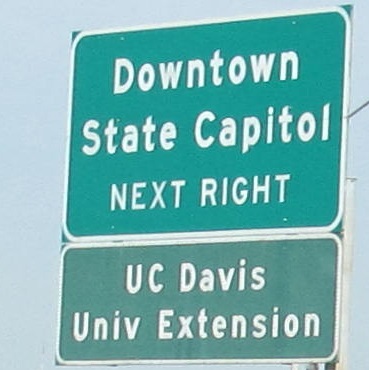 Downtown
State Capitol
NEXT RIGHT
UC Davis
Univ Extension